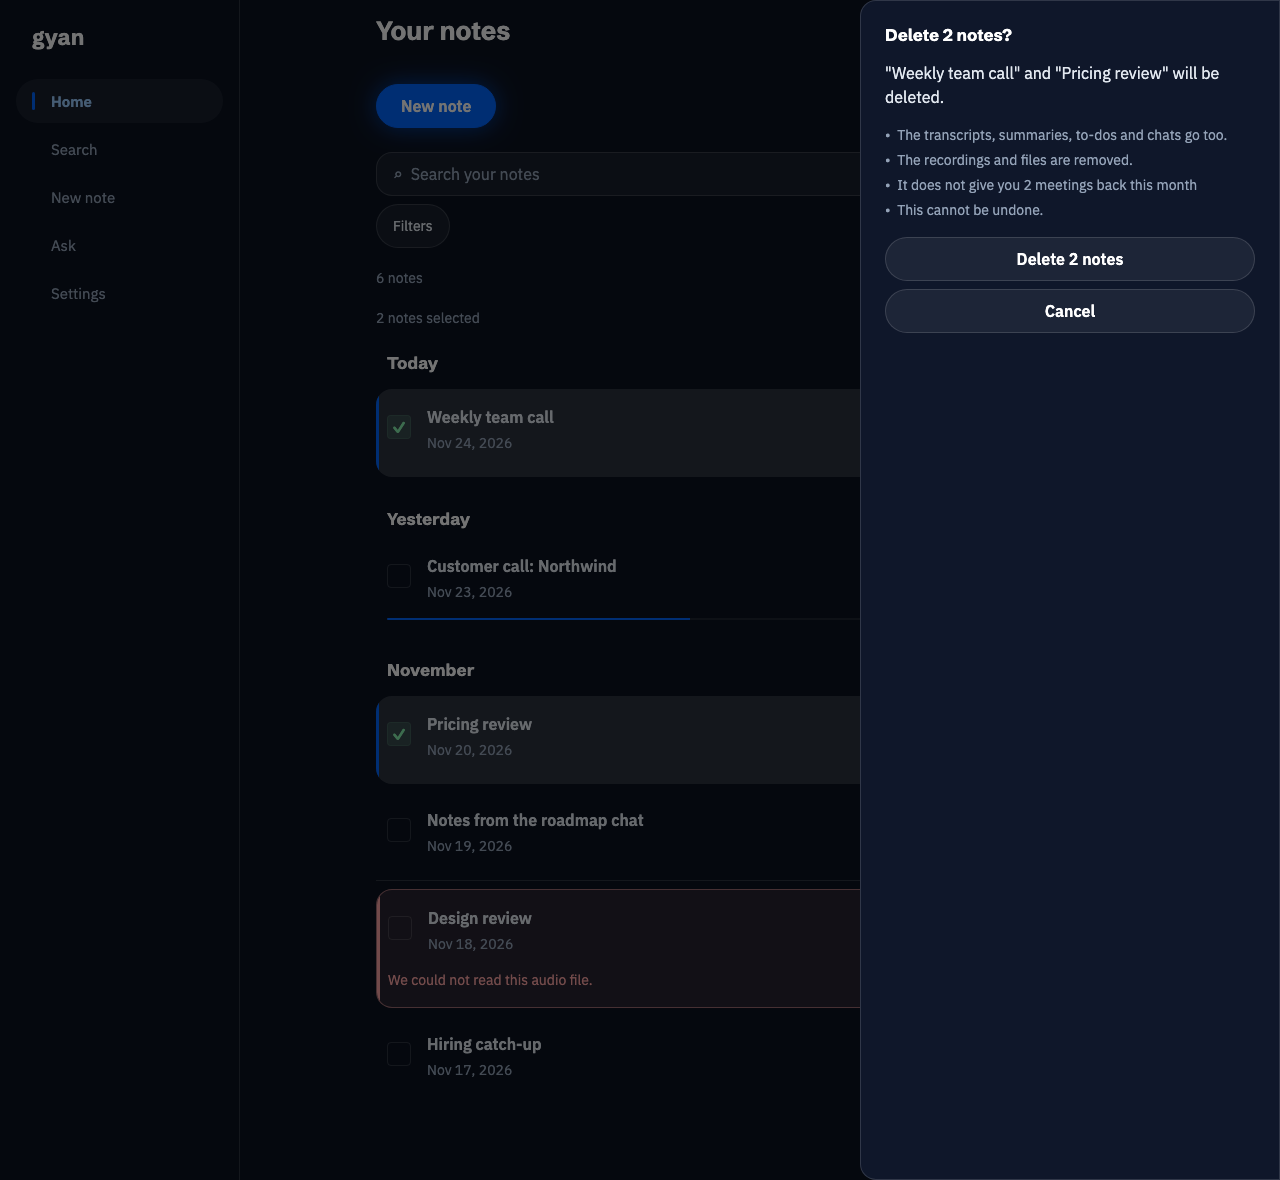 gyan
Home
Search
New note
Ask
Settings
Your notes
New note
Search your notes
Filters
6 notes
2 notes selected
Today
Weekly team call
Nov 24, 2026
Yesterday
Customer call: Northwind
Nov 23, 2026
November
Pricing review
Nov 20, 2026
Notes from the roadmap chat
Nov 19, 2026
Design review
Nov 18, 2026
We could not read this audio file.
Hiring catch-up
Nov 17, 2026
Delete 2 notes?
"Weekly team call" and "Pricing review" will be
deleted.
• The transcripts, summaries, to-dos and chats go too.
• The recordings and files are removed.
• It does not give you 2 meetings back this month
• This cannot be undone.
Delete 2 notes
Cancel